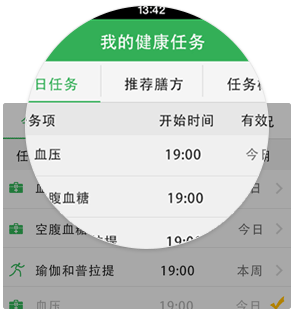 13:42
我的健康任务
日任务 推荐膳方 任务
务项 开始时间 有效
血压 19:00 今日
腹血糖 19:00
空腹血糖 今日
瑜伽和普拉提 19:00 本周
血压 19:00 今日